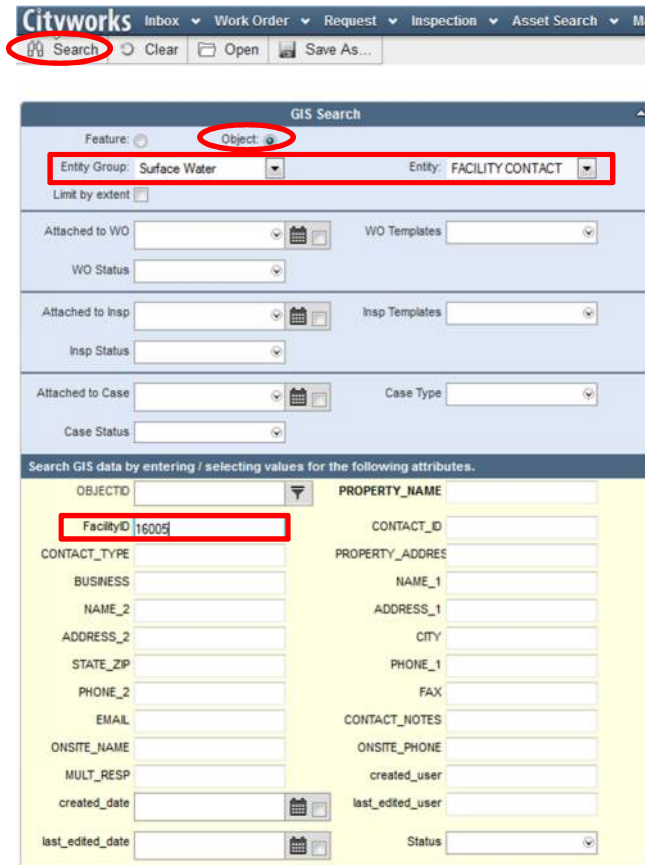 Cityworks Inbox Work Order Request Inspection Asset Search M
Search Clear Open Save As...
GIS Search
Feature: Object:
Entity Group: Surface Water Entity: FACILITY CONTACT
Limit by extent
Attached to WO WO Templates
WO Status
Attached to Insp Insp Templates
Insp Status
Attached to Case Case Type
Case Status
Search GIS data by entering / selecting values for the following attributes.
OBJECTID PROPERTY_NAME
FacilityID 16005 CONTACT_ID
CONTACT_TYPE PROPERTY_ADDRES
BUSINESS NAME_1
NAME_2 ADDRESS_1
ADDRESS_2 CITY
STATE_ZIP PHONE_1
PHONE_2 FAX
EMAIL CONTACT_NOTES
ONSITE_NAME ONSITE_PHONE
MULT_RESP created_user
created_date last_edited_user
last_edited_date Status